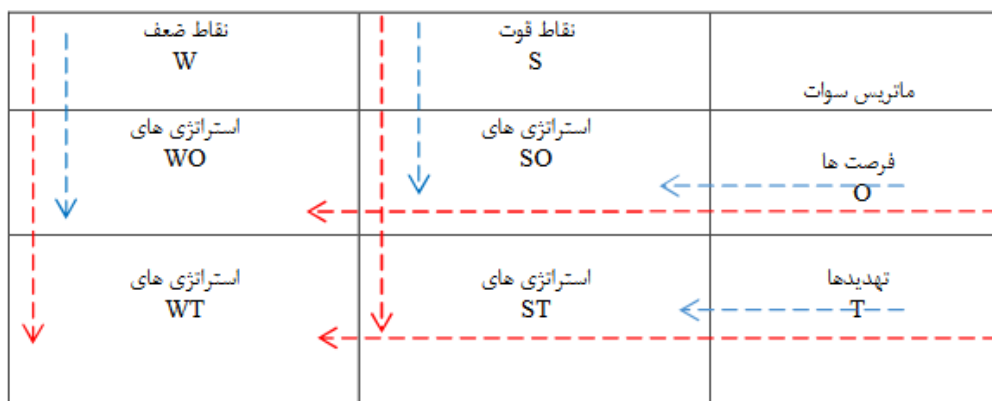 ماتریس سوات
نقاط قوت
S
نقاط ضعف
W
فرصت ها
O
استراتژی های
SO
استراتژی های
WO
تهدیدها
T
استراتژی های
ST
استراتژی های
WT